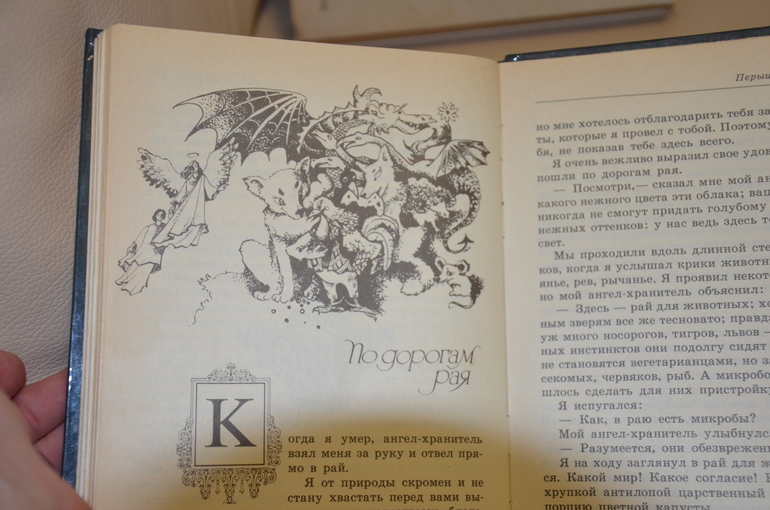 По дорогам
рая
К
огда я умер, ангел-хранитель
взял меня за руку и отвел пря-
мо в рай.
Я от природы скромен и не
стану хвастать перед вами вы-
но мне хотелось отблагодарить тебя за
ты, которые я провел с тобой. Поэтому
бя, не показав тебе здесь всего.
Я очень вежливо выразил свое удов
пошли по дорогам рая.
— Посмотри,— сказал мне мой ан
какого нежного цвета эти облака; ваш
никогда не смогут придать голубому
нежных оттенков: у нас ведь здесь
свет.
Мы проходили вдоль длинной сте
ков, когда я услышал крики животн
янье, рев, рычанье. Я проявил некот
но мой ангел-хранитель объяснил:
— Здесь — рай для животных; хо
ным зверям все же тесновато; правда
уж много носорогов, тигров, львов —
ных инстинктов они подолгу сидят
не становятся вегетарианцами, но з
секомых, червяков, рыб. А микробо
шлось сделать для них пристройку
Я испугался:
— Как, в раю есть микробы?
Мой ангел-хранитель улыбнулс
— Разумеется, они обезврежен
Я на ходу заглянул в рай для ж
ся. Какой мир! Какое согласие!
хрупкой антилопой царственный
порцию цветной капусты